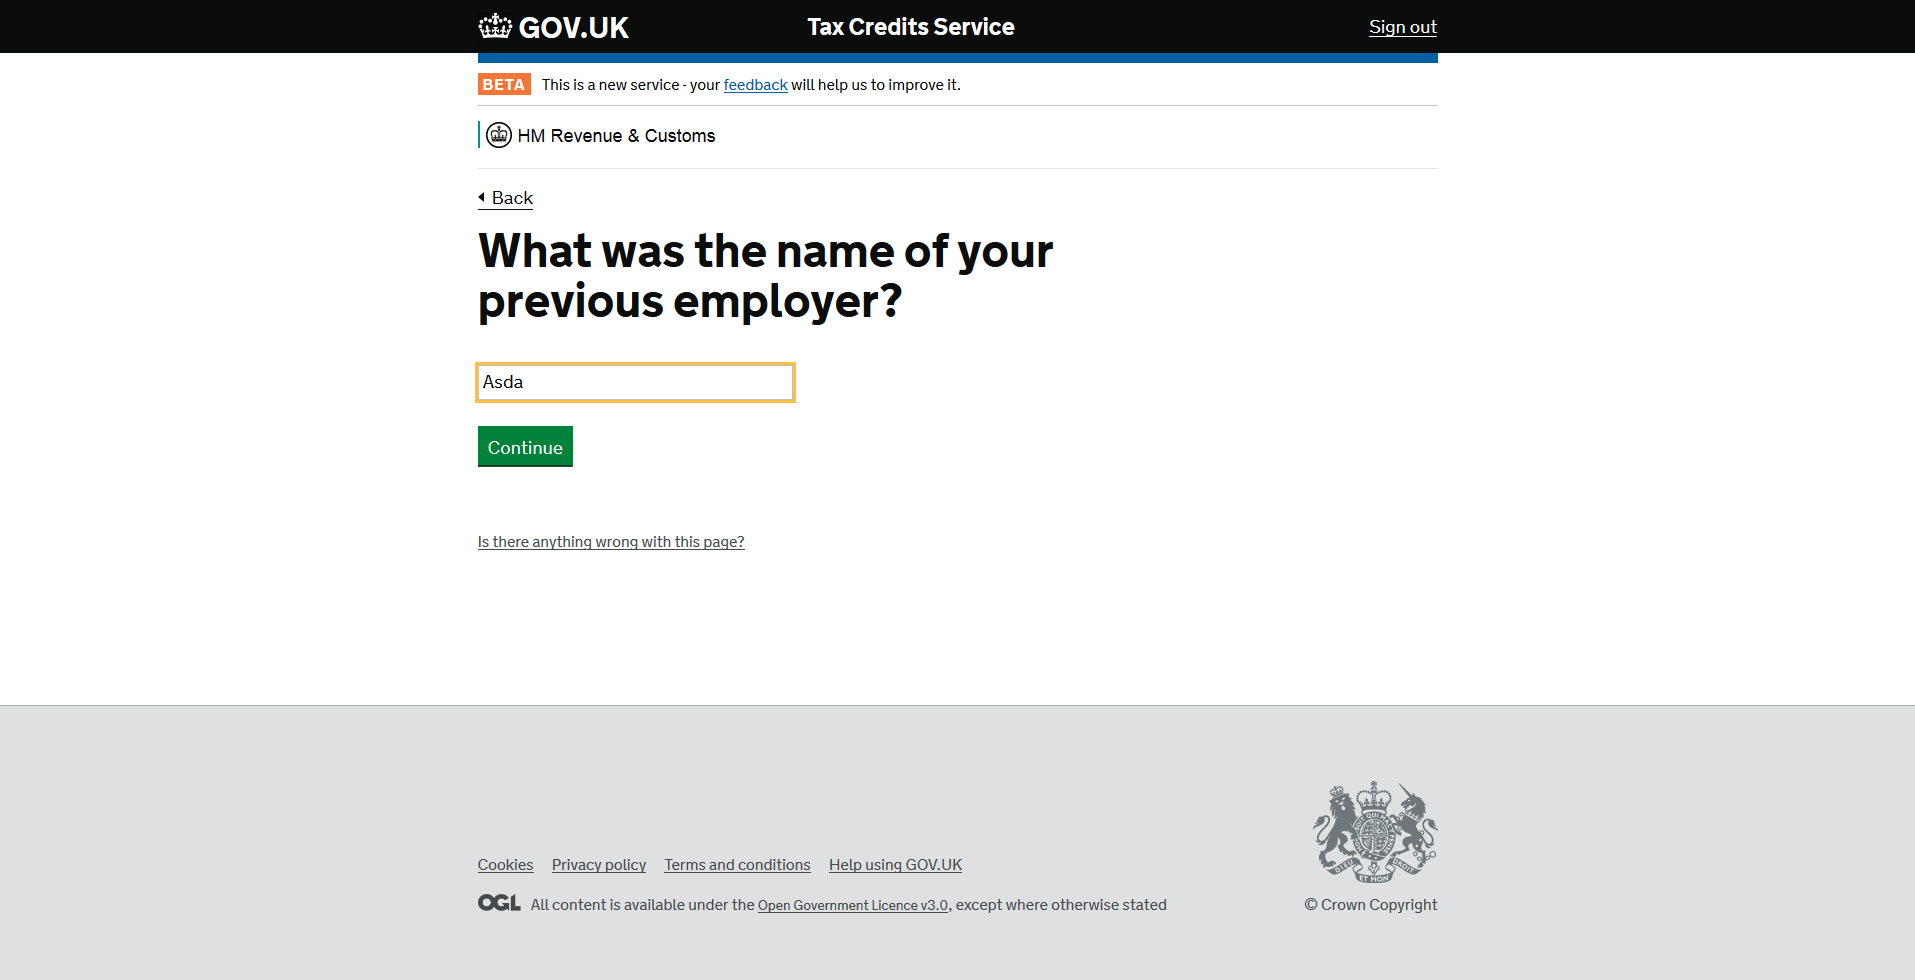 GOV.UK Tax Credits Service Sign out
BETA This is a new service - your feedback will help us to improve it.
HM Revenue & Customs
Back
What was the name of your
previous employer?
Asda
Continue
Is there anything wrong with this page?
Cookies Privacy policy Terms and conditions Help using GOV.UK
OGL All content is available under the Open Government Licence v3.0, except where otherwise stated
© Crown Copyright